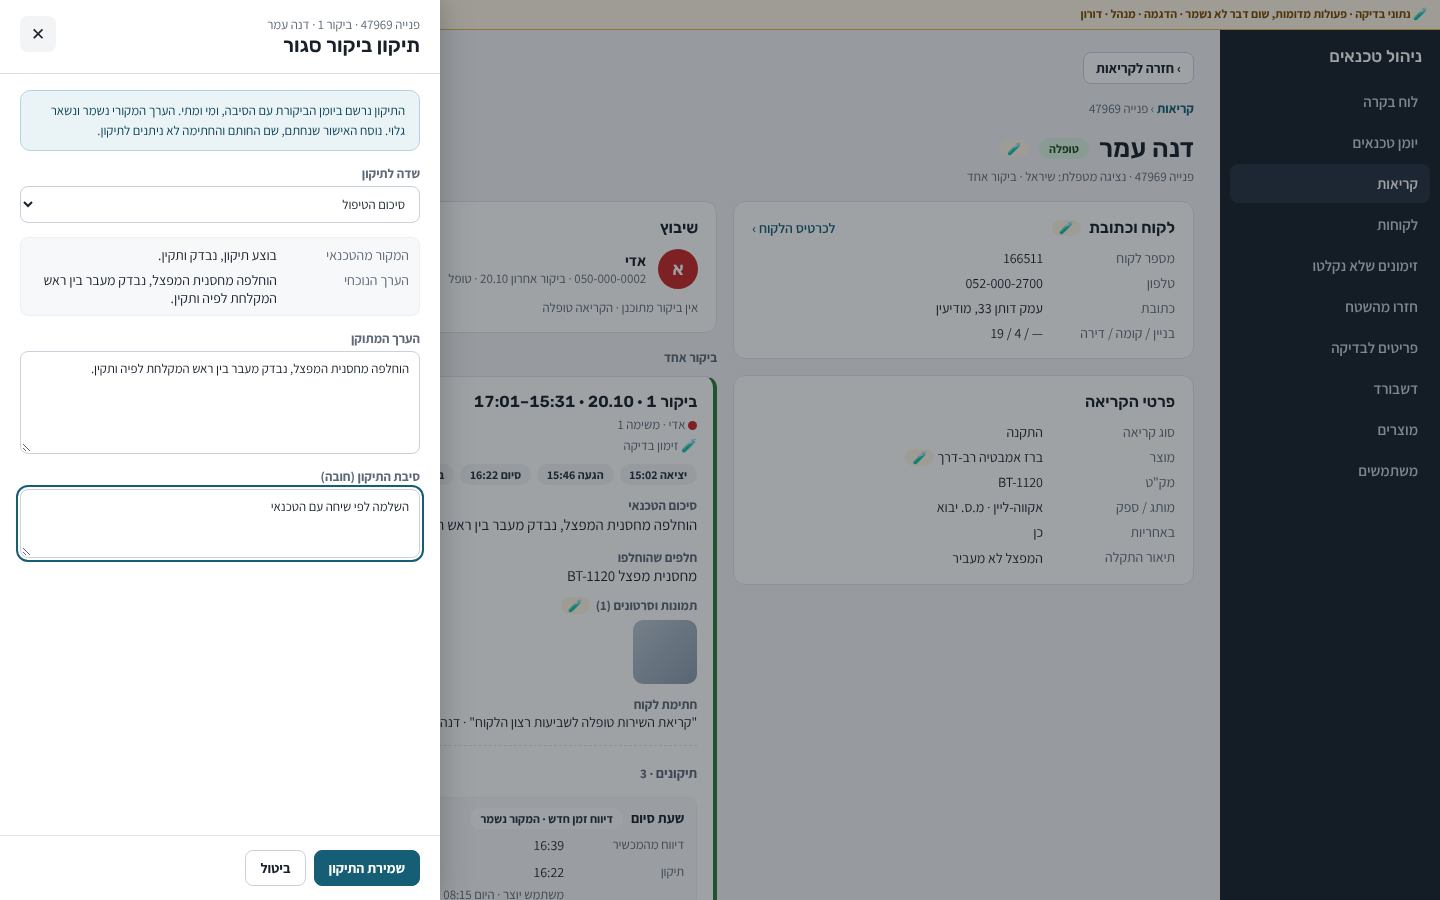 🧪 נתוני בדיקה · פעולות מדומות, שום דבר לא נשמר · הדגמה · מנהל · דורון
ניהול טכנאים
לוח בקרה
יומן טכנאים
קריאות
לקוחות
זימונים שלא נקלטו
חזרו מהשטח
פריטים לבדיקה
דשבורד
מוצרים
משתמשים
› חזרה לקריאות
קריאות › פנייה 47969
דנה עמר טופלה 🧪
פנייה 47969 · נציגה מטפלת: שיראל · ביקור אחד
לקוח וכתובת 🧪 לכרטיס הלקוח ›
מספר לקוח 166511
טלפון 052-000-2700
כתובת עמק דותן 33, מודיעין
בניין / קומה / דירה — / 4 / 19
פרטי הקריאה
סוג קריאה התקנה
מוצר ברז אמבטיה רב-דרך 🧪
מק"ט BT-1120
מותג / ספק אקווה-ליין · מ.ס. יבוא
באחריות כן
תיאור התקלה המפצל לא מעביר
שיבוץ
א
אדי
050-000-0002 · ביקור אחרון 20.10 · טופל
אין ביקור מתוכנן · הקריאה טופלה
ביקור אחד
ביקור 1 · 20.10 · 15:31–17:01
אדי · משימה 1
🧪 זימון בדיקה
יציאה 15:02 הגעה 15:46 סיום 16:22
סיכום הטכנאי
הוחלפה מחסנית המפצל, נבדק מעבר בין ראש
חלפים שהוחלפו
מחסנית מפצל BT-1120
תמונות וסרטונים (1) 🧪
חתימת לקוח
"קריאת השירות טופלה לשביעות רצון הלקוח" · דנה
תיקונים · 3
שעת סיום דיווח זמן חדש · המקור נשמר
דיווח מהמכשיר 16:39
תיקון 16:22
משתמש יוצר · היום 08:15
פנייה 47969 · ביקור 1 · דנה עמר
תיקון ביקור סגור
✕
התיקון נרשם ביומן הביקורת עם הסיבה, ומי ומתי. הערך המקורי נשמר ונשאר
גלוי. נוסח האישור שנחתם, שם החותם והחתימה לא ניתנים לתיקון.
שדה לתיקון
סיכום הטיפול
המקור מהטכנאי בוצע תיקון, נבדק ותקין.
הערך הנוכחי הוחלפה מחסנית המפצל, נבדק מעבר בין ראש
המקלחת לפיה ותקין.
הערך המתוקן
הוחלפה מחסנית המפצל, נבדק מעבר בין ראש המקלחת לפיה ותקין.
סיבת התיקון (חובה)
השלמה לפי שיחה עם הטכנאי
שמירת התיקון
ביטול